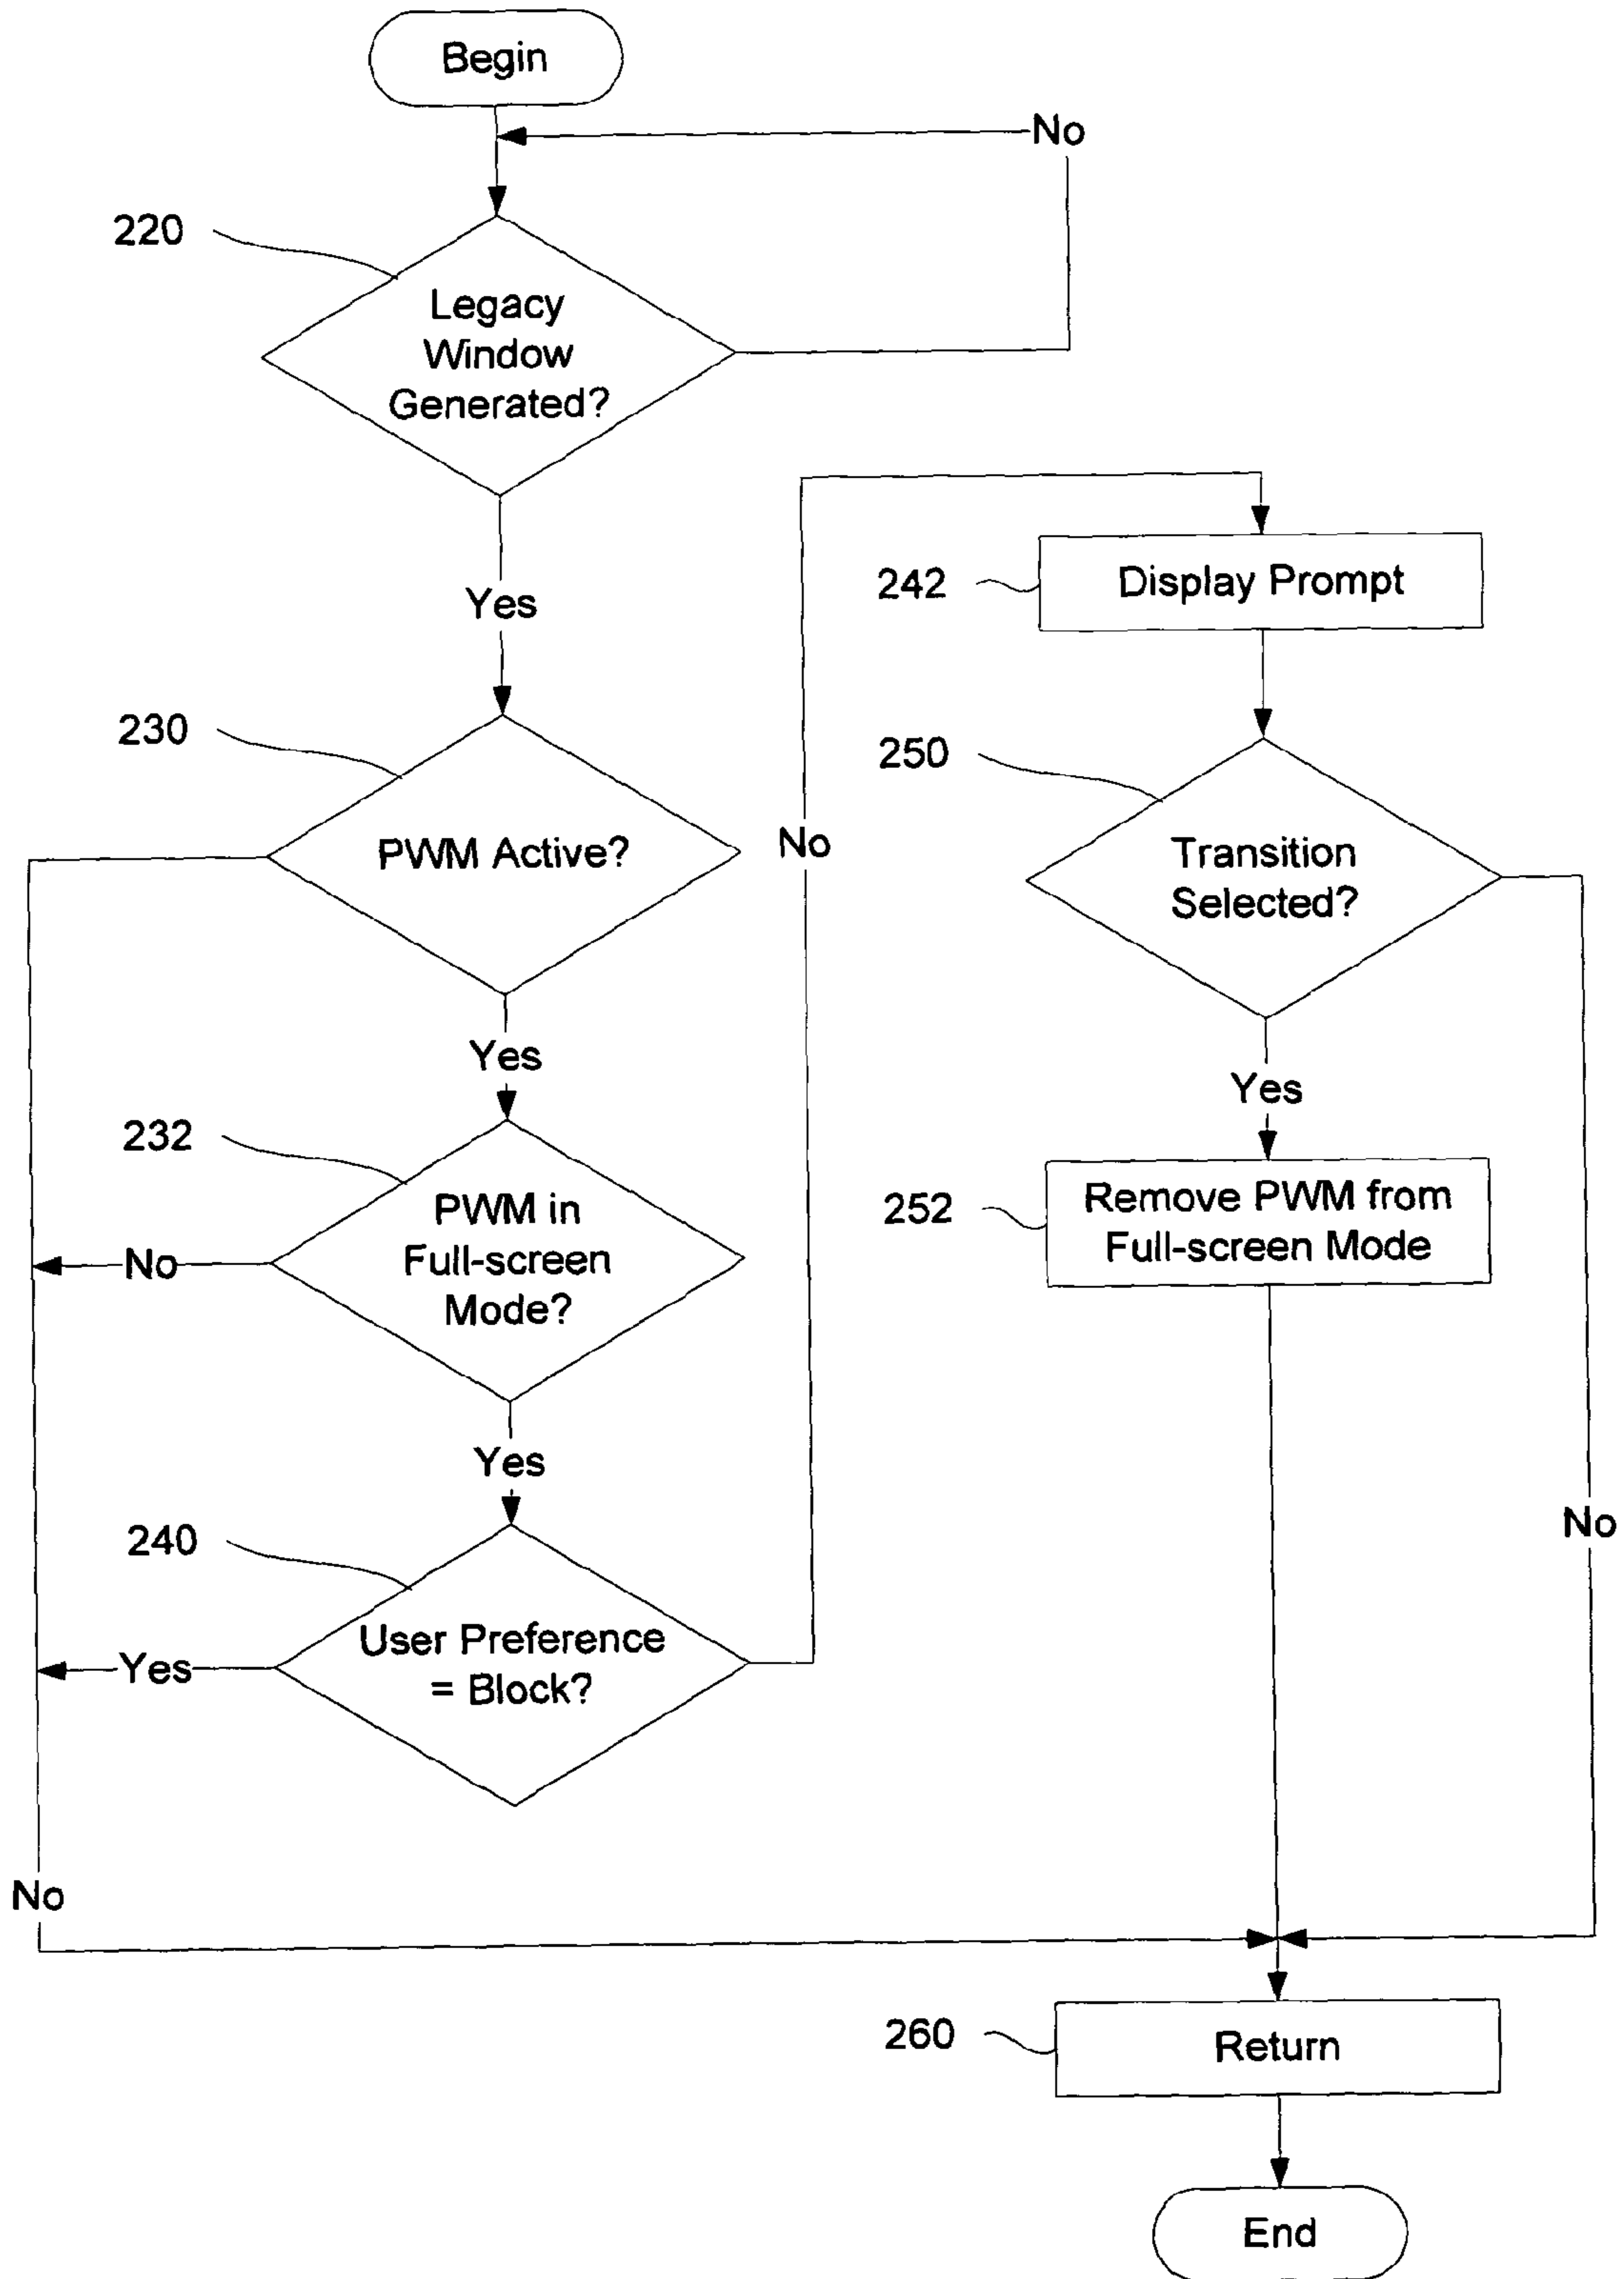 Begin
No
220
Legacy
Window
Generated?
Yes
230
PWM Active?
Yes
232
PWM in
Full-screen
Mode?
No
Yes
240
User Preference
= Block?
Yes
No
No
242
Display Prompt
250
Transition
Selected?
Yes
252
Remove PWM from
Full-screen Mode
No
260
Return
End